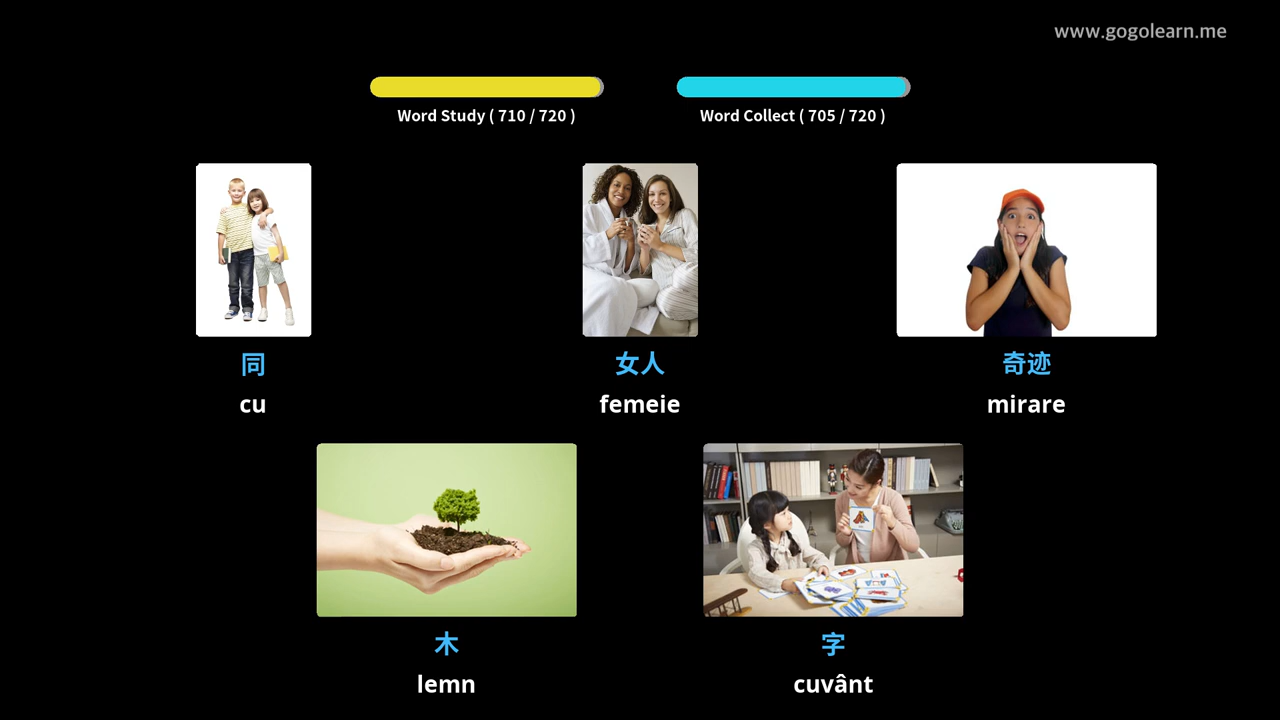 www.gogolearn.me
Word Study ( 710 / 720 )
Word Collect ( 705 / 720 )
同
cu
女人
femeie
奇迹
mirare
木
lemn
字
cuvânt